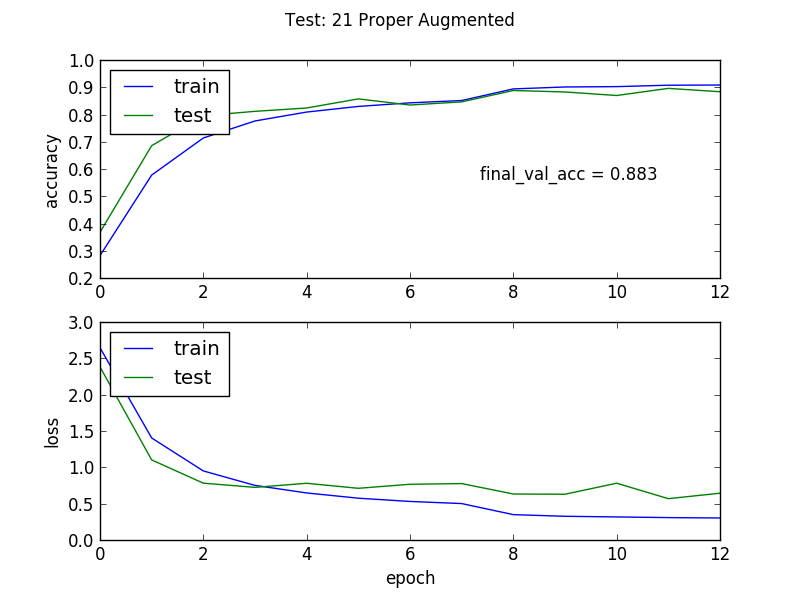 Test: 21 Proper Augmented
1.0
0.9
0.8
0.7
0.6
0.5
0.4
0.3
0.2
accuracy
train
test
final_val_acc = 0.883
0 2 4 6 8 10 12
3.0
2.5
2.0
1.5
1.0
0.5
0.0
loss
train
test
0 2 4 6 8 10 12
epoch